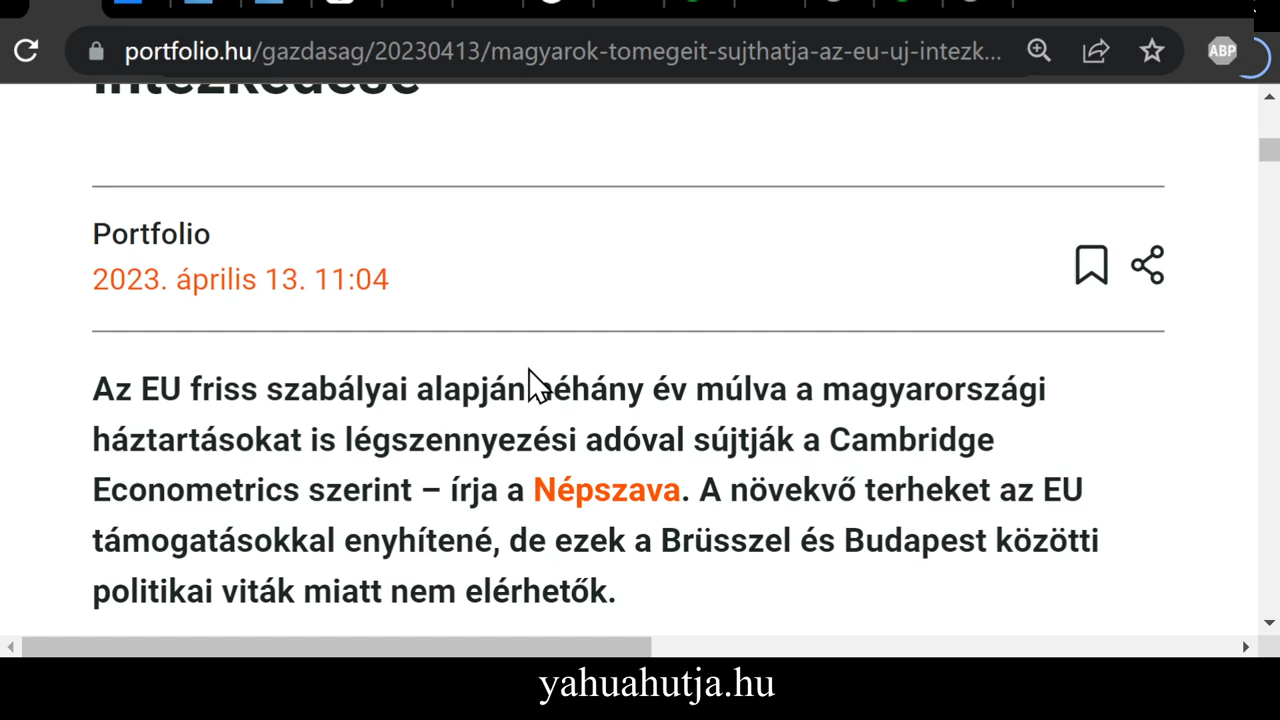 portfolio.hu/gazdasag/20230413/magyarok-tomegeit-sujthatja-az-eu-uj-intezk...
ABP
intézkedése
Portfolio
2023. április 13. 11:04
Az EU friss szabályai alapján néhány év múlva a magyarországi
háztartásokat is légszennyezési adóval sújtják a Cambridge
Econometrics szerint – írja a Népszava. A növekvő terheket az EU
támogatásokkal enyhítené, de ezek a Brüsszel és Budapest közötti
politikai viták miatt nem elérhetők.
yahuahutja.hu